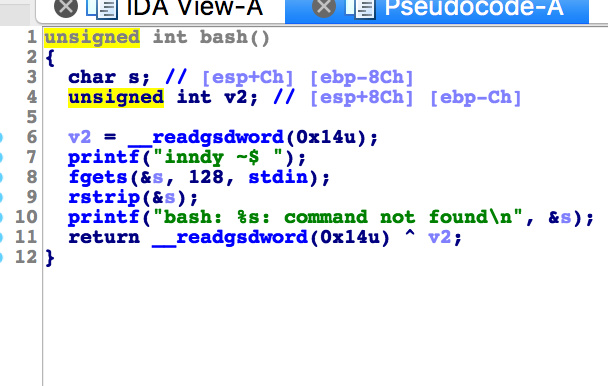 IDA View-A Pseudocode-A
1 unsigned int bash()
2 {
3 char s; // [esp+Ch] [ebp-8Ch]
4 unsigned int v2; // [esp+8Ch] [ebp-Ch]
5
6 v2 = __readgsdword(0x14u);
7 printf("inndy ~$ ");
8 fgets(&s, 128, stdin);
9 rstrip(&s);
10 printf("bash: %s: command not found\n", &s);
11 return __readgsdword(0x14u) ^ v2;
12 }